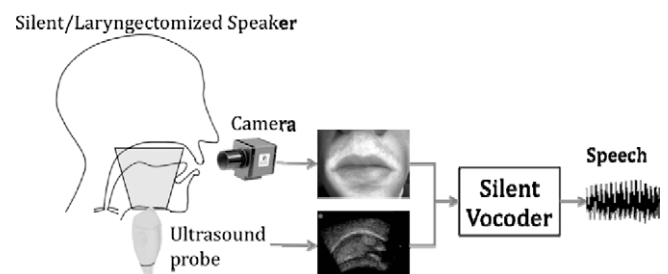 Silent/Laryngectomized Speaker
Camera
Speech
Silent
Vocoder
Ultrasound
probe